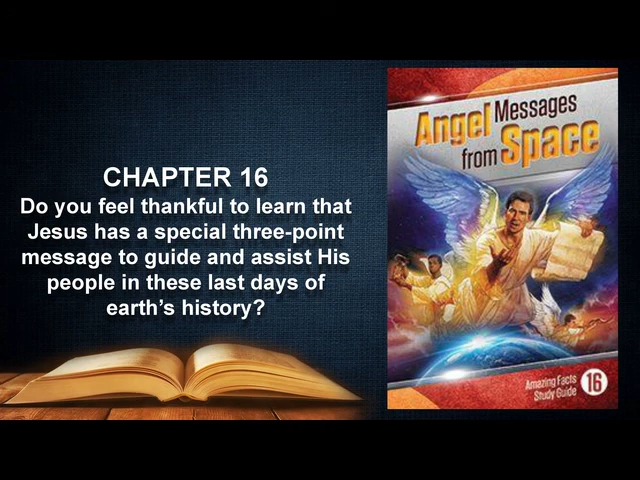 CHAPTER 16
Do you feel thankful to learn that
Jesus has a special three-point
message to guide and assist His
people in these last days of
earth’s history?
Angel Messages
from Space
Amazing Facts
Study Guide
16